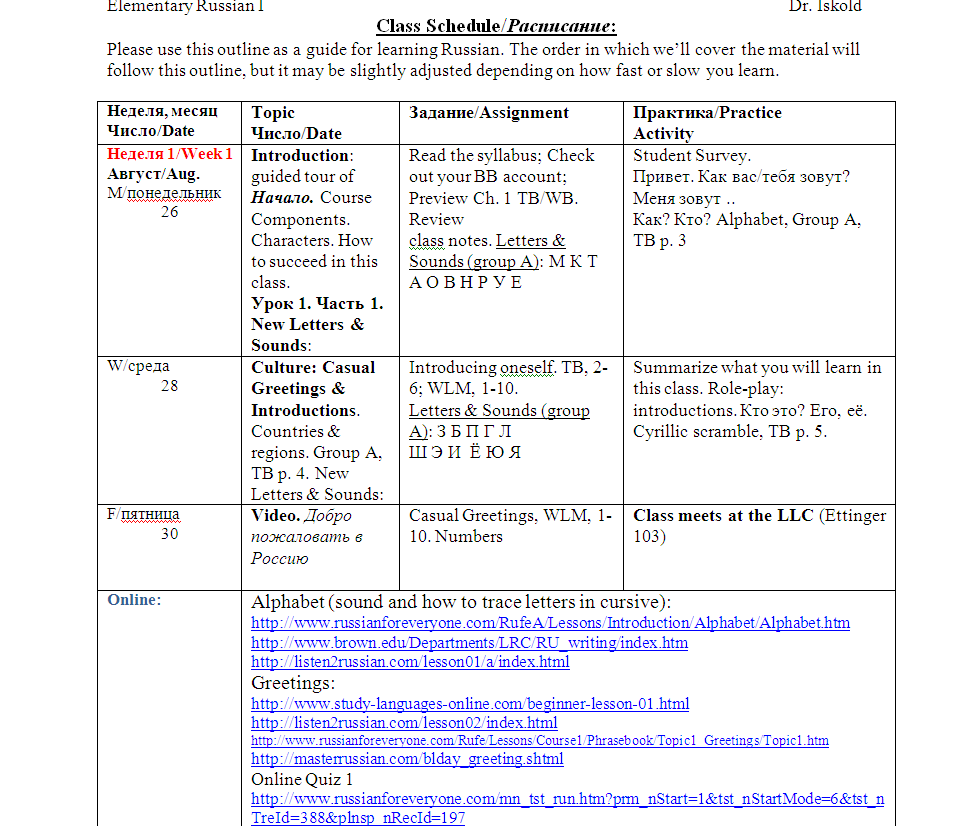 Elementary Russian I Dr. Iskold
Class Schedule/Расписание:
Please use this outline as a guide for learning Russian. The order in which we’ll cover the material will
follow this outline, but it may be slightly adjusted depending on how fast or slow you learn.
Неделя, месяц
Число/Date
Topic
Число/Date
Задание/Assignment
Практика/Practice
Activity
Неделя 1/Week 1
Август/Aug.
М/понедельник
26
Introduction:
guided tour of
Начало. Course
Components.
Characters. How
to succeed in this
class.
Урок 1. Часть 1.
New Letters &
Sounds:
Read the syllabus; Check
out your BB account;
Preview Ch. 1 TB/WB.
Review
class notes. Letters &
Sounds (group A): М К Т
А О В Н Р У Е
Student Survey.
Привет. Как вас/тебя зовут?
Меня зовут ..
Как? Кто? Alphabet, Group A,
TB p. 3
W/среда
28
Culture: Casual
Greetings &
Introductions.
Countries &
regions. Group A,
TB p. 4. New
Letters & Sounds:
Introducing oneself. TB, 2-
6; WLM, 1-10.
Letters & Sounds (group
A): З Б П Г Л
Ш Э И Ё Ю Я
Summarize what you will learn in
this class. Role-play:
introductions. Кто это? Его, её.
Cyrillic scramble, TB p. 5.
F/пятница
30
Video. Добро
пожаловать в
Россию
Casual Greetings, WLM, 1-
10. Numbers
Class meets at the LLC (Ettinger
103)
Online:
Alphabet (sound and how to trace letters in cursive):
http://www.russianforeveryone.com/RufeA/Lessons/Introduction/Alphabet/Alphabet.htm
http://www.brown.edu/Departments/LRC/RU_writing/index.htm
http://listen2russian.com/lesson01/a/index.html
Greetings:
http://www.study-languages-online.com/beginner-lesson-01.html
http://listen2russian.com/lesson02/index.html
http://www.russianforeveryone.com/Rufe/Lessons/Course1/Phrasebook/Topic1_Greetings/Topic1.htm
http://masterrussian.com/blday_greeting.shtml
Online Quiz 1
http://www.russianforeveryone.com/mn_tst_run.htm?prm_nStart=1&tst_nStartMode=6&tst_n
TreId=388&plnsp_nRecId=197